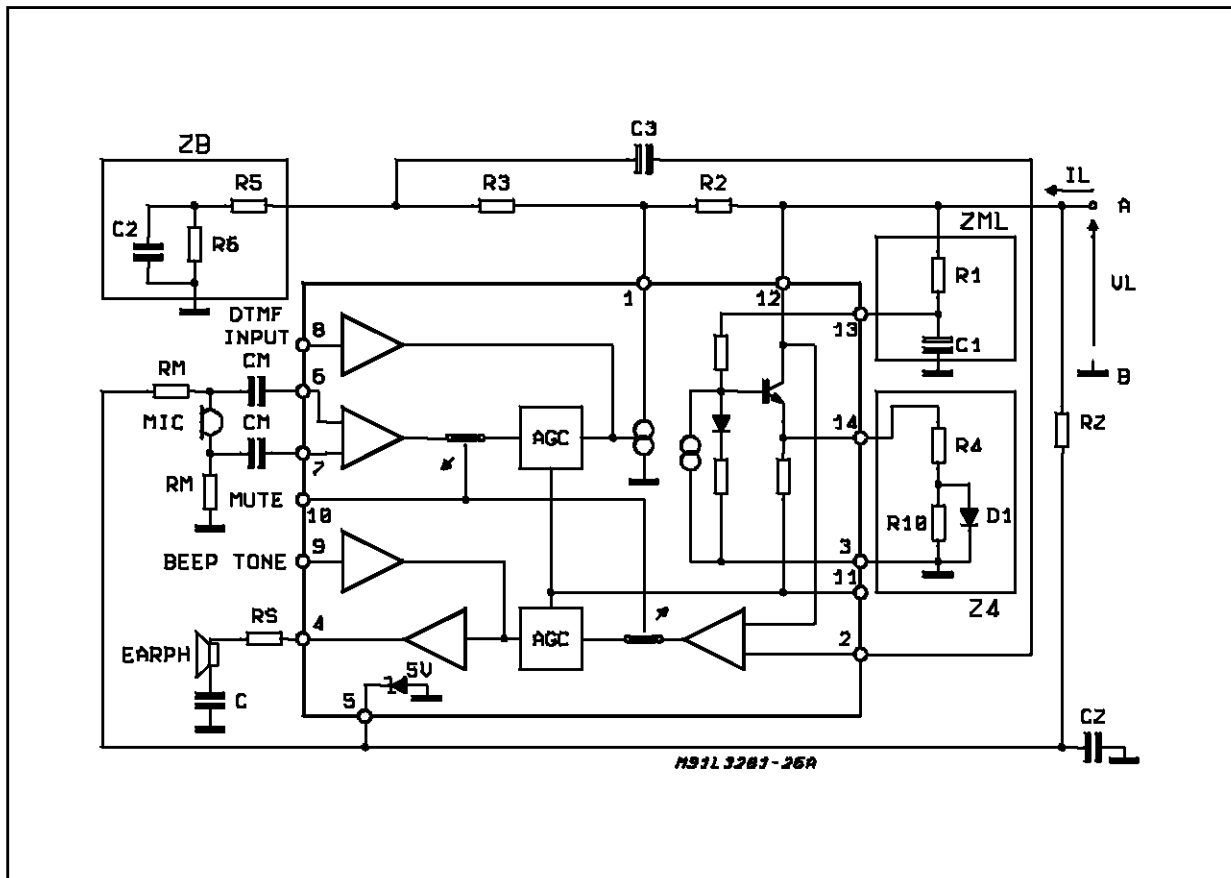 ZB
C3
R5
R3
R2
IL
A
C2
R6
ZML
R1
VL
1
12
13
C1
B
DTMF
INPUT
8
CM
RM
6
MIC
CM
7
AGC
14
R4
RZ
RM
MUTE
10
R10
D1
9
BEEP TONE
3
11
Z4
RS
4
AGC
2
EARPH
5V
C
5
CZ
M91L3281-26A